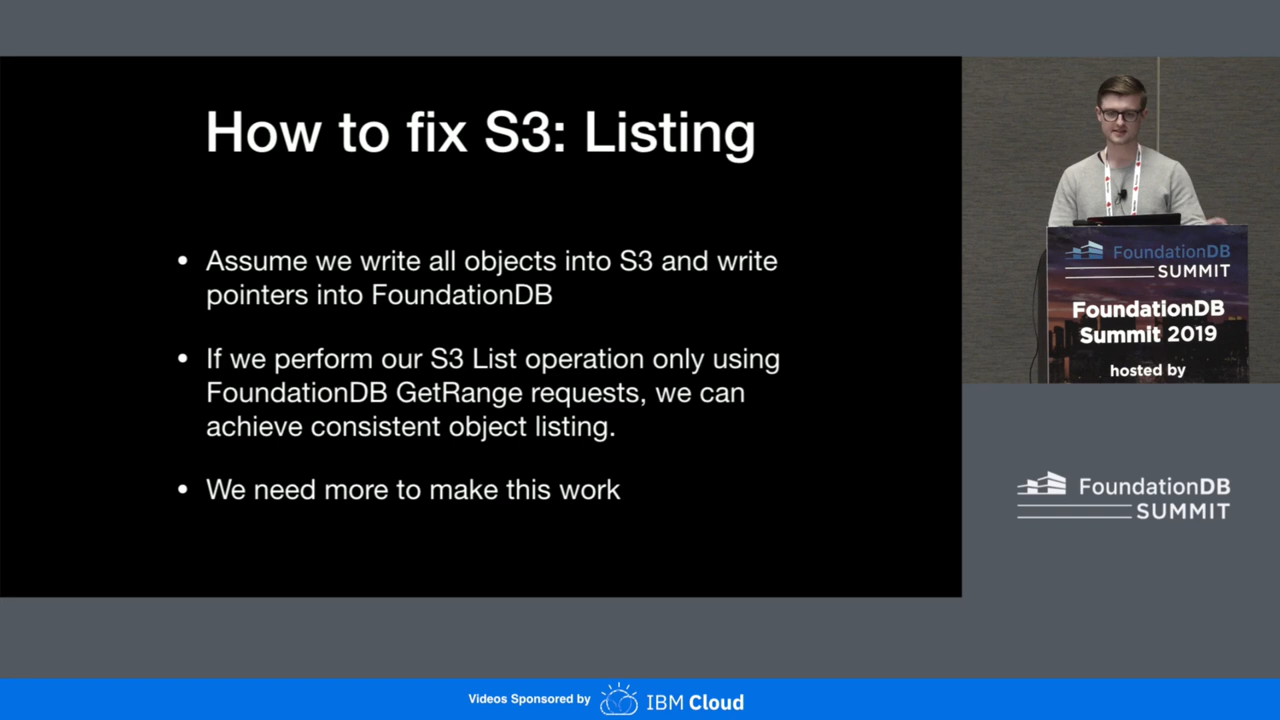 How to fix S3: Listing
• Assume we write all objects into S3 and write
pointers into FoundationDB
• If we perform our S3 List operation only using
FoundationDB GetRange requests, we can
achieve consistent object listing.
• We need more to make this work
FoundationDB
SUMMIT
FoundationDB
Summit 2019
hosted by
FoundationDB
SUMMIT
Videos Sponsored by IBM Cloud